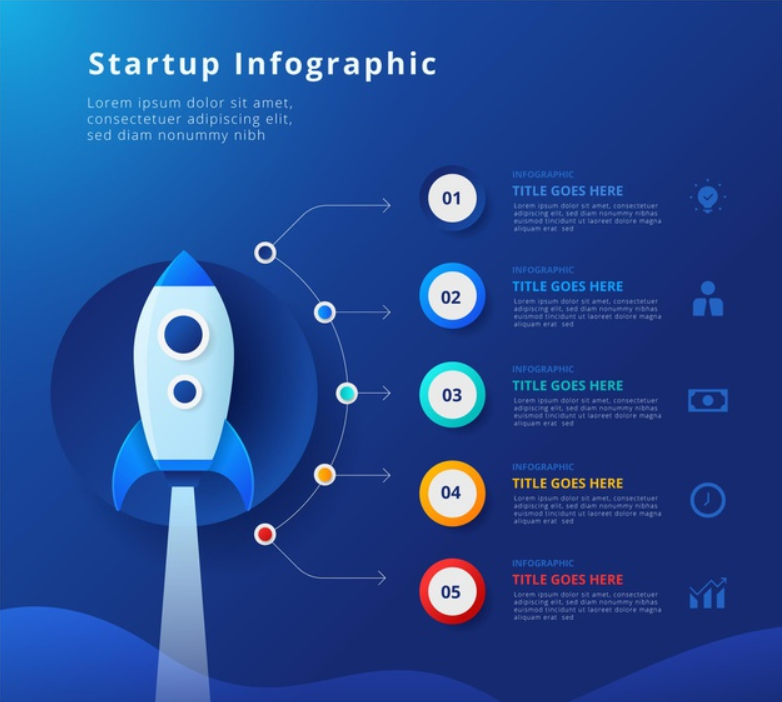 Startup Infographic
Lorem ipsum dolor sit amet,
consectetuer adipiscing elit,
sed diam nonummy nibh
01
INFOGRAPHIC
TITLE GOES HERE
Lorem ipsum dolor sit amet, consectetuer
adipiscing elit, sed diam nonummy nibh
euismod tincidunt ut laoreet dolore magna
aliquam erat sed
02
INFOGRAPHIC
TITLE GOES HERE
Lorem ipsum dolor sit amet, consectetuer
adipiscing elit, sed diam nonummy nibh
euismod tincidunt ut laoreet dolore magna
aliquam erat sed
03
INFOGRAPHIC
TITLE GOES HERE
Lorem ipsum dolor sit amet, consectetuer
adipiscing elit, sed diam nonummy nibh
euismod tincidunt ut laoreet dolore magna
aliquam erat sed
04
INFOGRAPHIC
TITLE GOES HERE
Lorem ipsum dolor sit amet, consectetuer
adipiscing elit, sed diam nonummy nibh
euismod tincidunt ut laoreet dolore magna
aliquam erat sed
05
INFOGRAPHIC
TITLE GOES HERE
Lorem ipsum dolor sit amet, consectetuer
adipiscing elit, sed diam nonummy nibh
euismod tincidunt ut laoreet dolore magna
aliquam erat sed